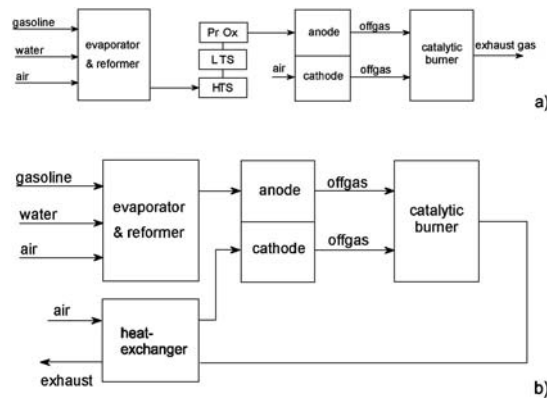 gasoline
water
air
evaporator
& reformer
Pr Ox
LTS
HTS
air
anode
cathode
offgas
offgas
catalytic
burner
exhaust gas
a)
gasoline
water
air
evaporator
& reformer
anode
cathode
offgas
offgas
catalytic
burner
air
exhaust
heat-
exchanger
b)